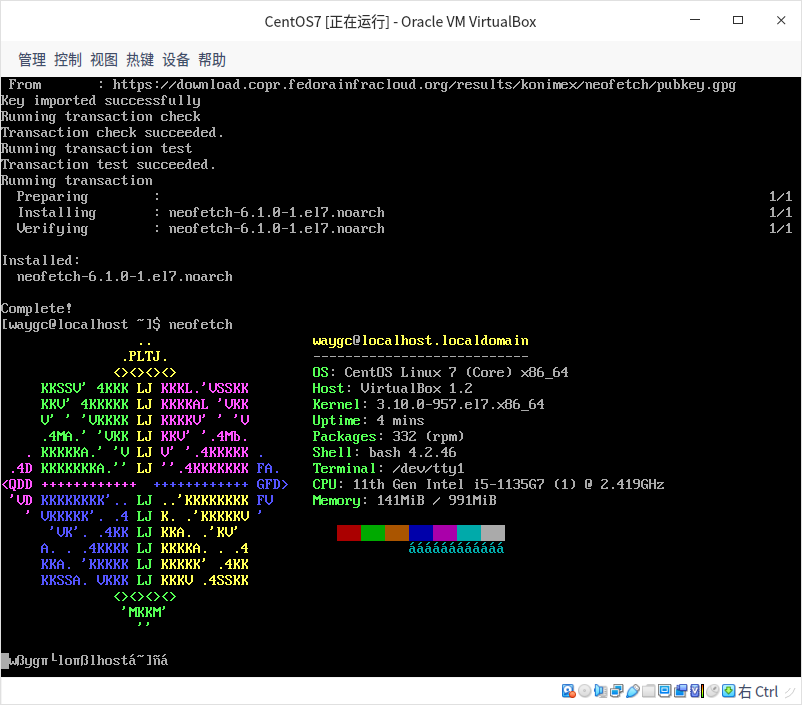 CentOS7 [正在运行] - Oracle VM VirtualBox
管理 控制 视图 热键 设备 帮助
From       : https://download.copr.fedorainfracloud.org/results/konimex/neofetch/pubkey.gpg
Key imported successfully
Running transaction check
Transaction check succeeded.
Running transaction test
Transaction test succeeded.
Running transaction
  Preparing        :                                                                             1/1
  Installing       : neofetch-6.1.0-1.el7.noarch                                                 1/1
  Verifying        : neofetch-6.1.0-1.el7.noarch                                                 1/1
Installed:
  neofetch-6.1.0-1.el7.noarch
Complete!
[waygc@localhost ~]$ neofetch
                 ..                    waygc@localhost.localdomain
               .PLTJ.                  ---------------------------
              <><><><>                 OS: CentOS Linux 7 (Core) x86_64
     KKSSV' 4KKK LJ KKKL.'VSSKK        Host: VirtualBox 1.2
     KKV' 4KKKKK LJ KKKKAL 'VKK        Kernel: 3.10.0-957.el7.x86_64
     V' ' 'VKKKK LJ KKKKV' ' 'V        Uptime: 4 mins
     .4MA.' 'VKK LJ KKV' '.4Mb.        Packages: 332 (rpm)
   . KKKKKA.' 'V LJ V' '.4KKKKK .      Shell: bash 4.2.46
 .4D KKKKKKKA.'' LJ ''.4KKKKKKK FA.    Terminal: /dev/tty1
<QDD ++++++++++++  ++++++++++++ GFD>   CPU: 11th Gen Intel i5-1135G7 (1) @ 2.419GHz
 'VD KKKKKKKK'.. LJ ..'KKKKKKKK FV     Memory: 141MiB / 991MiB
   ' VKKKKK'. .4 LJ K. .'KKKKKV '
      'VK'. .4KK LJ KKA. .'KV'
     A. . .4KKKK LJ KKKKA. . .4        áááááááááááá
     KKA. 'KKKKK LJ KKKKK' .4KK
     KKSSA. VKKK LJ KKKV .4SSKK
              <><><><>
               'MKKM'
                 ''
wßygπ└loπßlhostá~]ñá
右 Ctrl